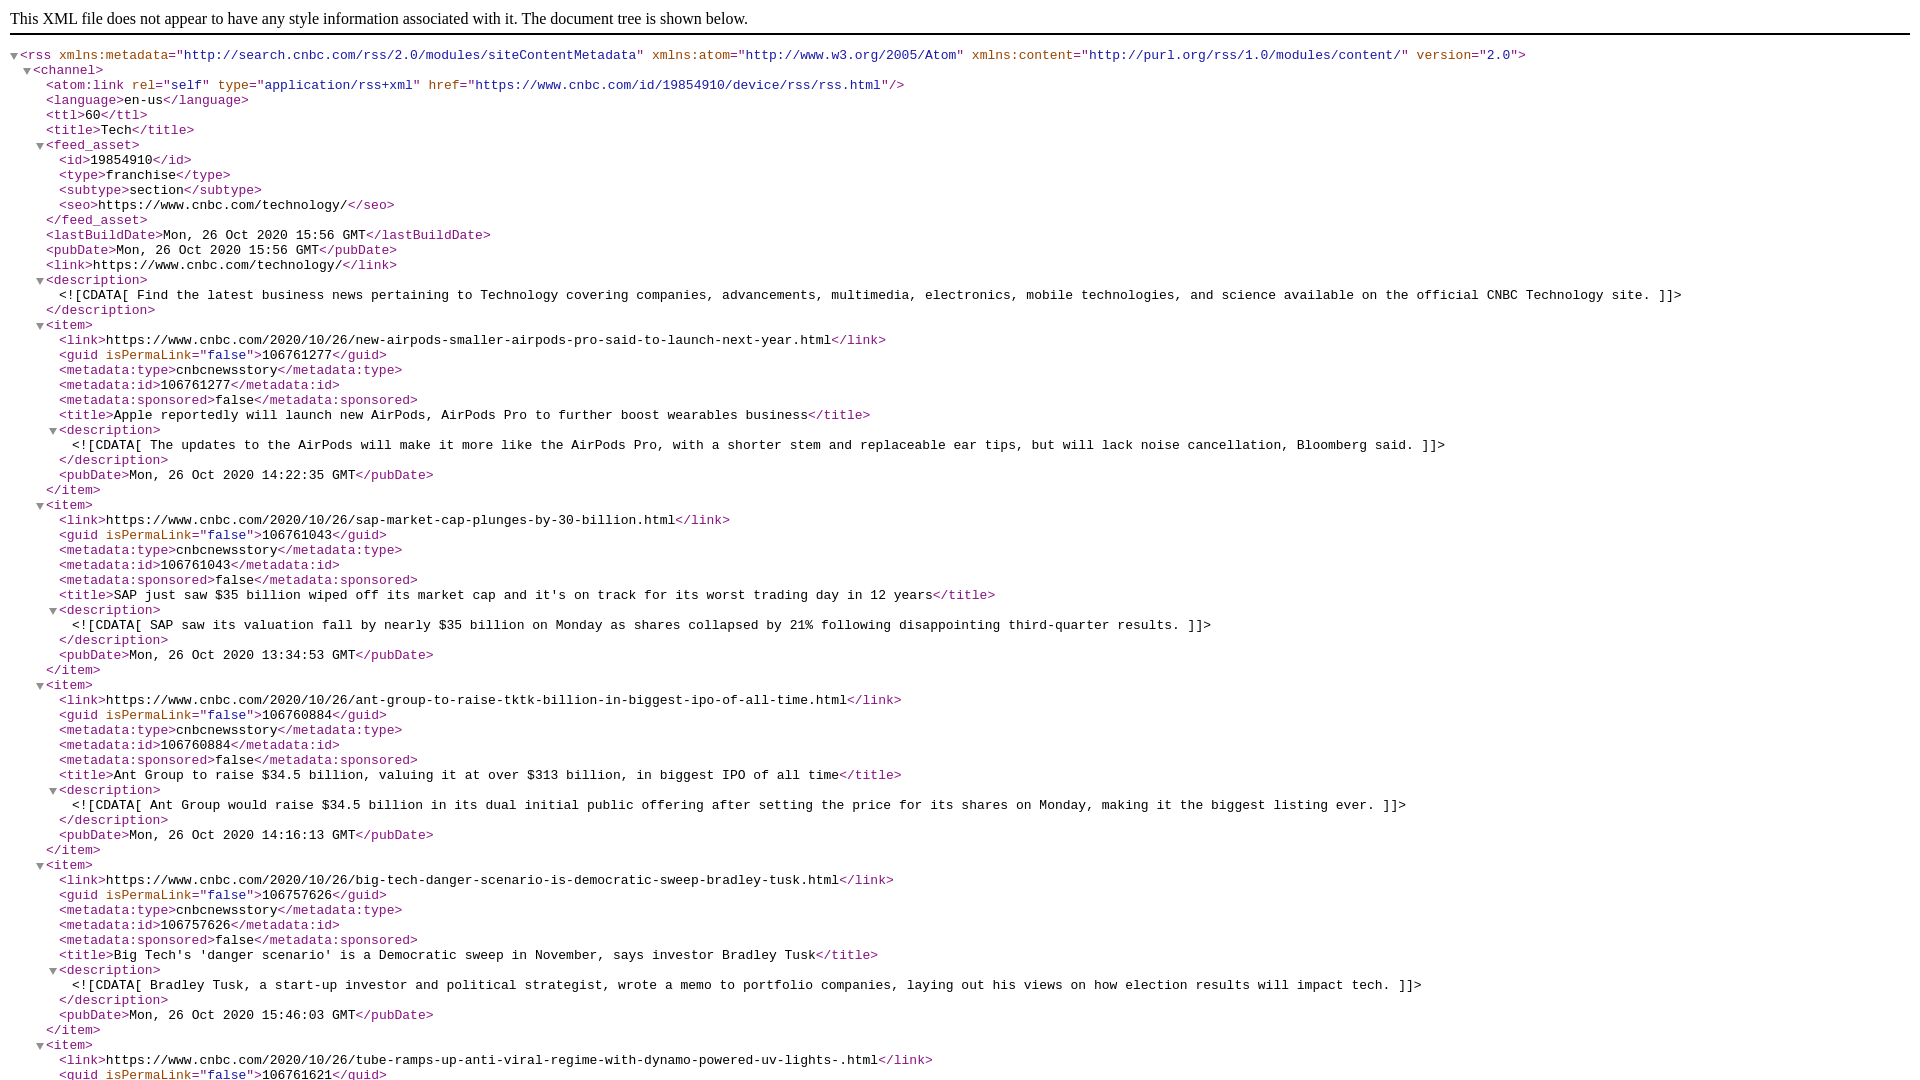 This XML file does not appear to have any style information associated with it. The document tree is shown below.
<rss xmlns:metadata="http://search.cnbc.com/rss/2.0/modules/siteContentMetadata" xmlns:atom="http://www.w3.org/2005/Atom" xmlns:content="http://purl.org/rss/1.0/modules/content/" version="2.0">
<channel>
<atom:link rel="self" type="application/rss+xml" href="https://www.cnbc.com/id/19854910/device/rss/rss.html"/>
<language>en-us</language>
<ttl>60</ttl>
<title>Tech</title>
<feed_asset>
<id>19854910</id>
<type>franchise</type>
<subtype>section</subtype>
<seo>https://www.cnbc.com/technology/</seo>
</feed_asset>
<lastBuildDate>Mon, 26 Oct 2020 15:56 GMT</lastBuildDate>
<pubDate>Mon, 26 Oct 2020 15:56 GMT</pubDate>
<link>https://www.cnbc.com/technology/</link>
<description>
<![CDATA[ Find the latest business news pertaining to Technology covering companies, advancements, multimedia, electronics, mobile technologies, and science available on the official CNBC Technology site. ]]>
</description>
<item>
<link>https://www.cnbc.com/2020/10/26/new-airpods-smaller-airpods-pro-said-to-launch-next-year.html</link>
<guid isPermaLink="false">106761277</guid>
<metadata:type>cnbcnewsstory</metadata:type>
<metadata:id>106761277</metadata:id>
<metadata:sponsored>false</metadata:sponsored>
<title>Apple reportedly will launch new AirPods, AirPods Pro to further boost wearables business</title>
<description>
<![CDATA[ The updates to the AirPods will make it more like the AirPods Pro, with a shorter stem and replaceable ear tips, but will lack noise cancellation, Bloomberg said. ]]>
</description>
<pubDate>Mon, 26 Oct 2020 14:22:35 GMT</pubDate>
</item>
<item>
<link>https://www.cnbc.com/2020/10/26/sap-market-cap-plunges-by-30-billion.html</link>
<guid isPermaLink="false">106761043</guid>
<metadata:type>cnbcnewsstory</metadata:type>
<metadata:id>106761043</metadata:id>
<metadata:sponsored>false</metadata:sponsored>
<title>SAP just saw $35 billion wiped off its market cap and it's on track for its worst trading day in 12 years</title>
<description>
<![CDATA[ SAP saw its valuation fall by nearly $35 billion on Monday as shares collapsed by 21% following disappointing third-quarter results. ]]>
</description>
<pubDate>Mon, 26 Oct 2020 13:34:53 GMT</pubDate>
</item>
<item>
<link>https://www.cnbc.com/2020/10/26/ant-group-to-raise-tktk-billion-in-biggest-ipo-of-all-time.html</link>
<guid isPermaLink="false">106760884</guid>
<metadata:type>cnbcnewsstory</metadata:type>
<metadata:id>106760884</metadata:id>
<metadata:sponsored>false</metadata:sponsored>
<title>Ant Group to raise $34.5 billion, valuing it at over $313 billion, in biggest IPO of all time</title>
<description>
<![CDATA[ Ant Group would raise $34.5 billion in its dual initial public offering after setting the price for its shares on Monday, making it the biggest listing ever. ]]>
</description>
<pubDate>Mon, 26 Oct 2020 14:16:13 GMT</pubDate>
</item>
<item>
<link>https://www.cnbc.com/2020/10/26/big-tech-danger-scenario-is-democratic-sweep-bradley-tusk.html</link>
<guid isPermaLink="false">106757626</guid>
<metadata:type>cnbcnewsstory</metadata:type>
<metadata:id>106757626</metadata:id>
<metadata:sponsored>false</metadata:sponsored>
<title>Big Tech's 'danger scenario' is a Democratic sweep in November, says investor Bradley Tusk</title>
<description>
<![CDATA[ Bradley Tusk, a start-up investor and political strategist, wrote a memo to portfolio companies, laying out his views on how election results will impact tech. ]]>
</description>
<pubDate>Mon, 26 Oct 2020 15:46:03 GMT</pubDate>
</item>
<item>
<link>https://www.cnbc.com/2020/10/26/tube-ramps-up-anti-viral-regime-with-dynamo-powered-uv-lights-.html</link>
<guid isPermaLink="false">106761621</guid>